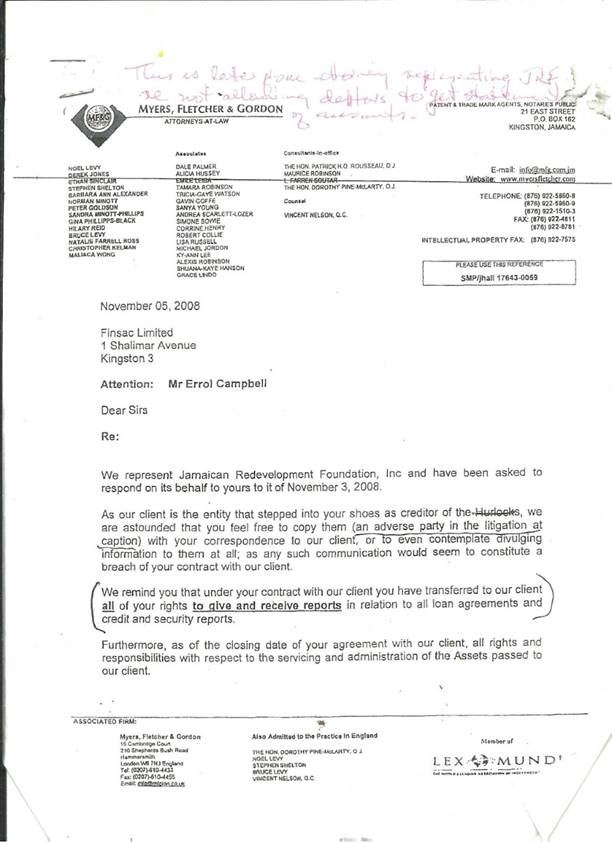 This is letter from attorney representing JRF
re not allowing debtors to get statements
of accounts.
MF&G
MYERS, FLETCHER & GORDON
ATTORNEYS-AT-LAW
PATENT & TRADE MARK AGENTS, NOTARIES PUBLIC
21 EAST STREET
P.O. BOX 162
KINGSTON, JAMAICA
NOEL LEVY
DEREK JONES
ETHAN SINCLAIR
STEPHEN SHELTON
BARBARA ANN ALEXANDER
NORMAN MINOTT
PETER GOLDSON
SANDRA MINOTT-PHILLIPS
GINA PHILLIPPS-BLACK
HILARY REID
BRUCE LEVY
NATALIE FARRELL ROSS
CHRISTOPHER KELMAN
MALIACA WONG
Associates
DALE PALMER
ALICIA HUSSEY
EMILE LEIBA
TAMARA ROBINSON
TRICIA-GAYE WATSON
GAVIN GOFFE
SANYA YOUNG
ANDREA SCARLETT-LOZER
SIMONE BOWIE
CORRINE HENRY
ROBERT COLLIE
LISA RUSSELL
MICHAEL JORDON
KY-ANN LEE
ALEXIS ROBINSON
SHUANA-KAYE HANSON
GRACE LINDO
Consultants-in-office
THE HON. PATRICK H.O. ROUSSEAU, O.J.
MAURICE ROBINSON
L. FARREN
THE HON. DOROTHY PINE-McLARTY, O.J.
Counsel
VINCENT NELSON, Q.C.
E-mail: info@mfg.com.jm
Website: www.myersfletcher.com
TELEPHONE: (876) 922-5860-8
(876) 922-1510-3
FAX: (876) 922-4811
(876) 922-8781
INTELLECTUAL PROPERTY FAX: (876) 922-7575
PLEASE USE THIS REFERENCE
SMP/jhall 17643-0059
November 05, 2008
Finsac Limited
1 Shalimar Avenue
Kingston 3
Attention: Mr Errol Campbell
Dear Sirs
Re:
We represent Jamaican Redevelopment Foundation, Inc and have been asked to
respond on its behalf to yours to it of November 3, 2008.
As our client is the entity that stepped into your shoes as creditor of the Hurlocks, we
are astounded that you feel free to copy them (an adverse party in the litigation at
caption) with your correspondence to our client, or to even contemplate divulging
information to them at all; as any such communication would seem to constitute a
breach of your contract with our client.
We remind you that under your contract with our client you have transferred to our client
all of your rights to give and receive reports in relation to all loan agreements and
credit and security reports.
Furthermore, as of the closing date of your agreement with our client, all rights and
responsibilities with respect to the servicing and administration of the Assets passed to
our client.
ASSOCIATED FIRM:
Myers, Fletcher & Gordon
15 Cambridge Court
210 Shepherds Bush Road
Hammersmith
London W6 7NJ England
Tel: (0207)-610-4433
Fax: (0207)-610-4455
Also Admitted to the Practice in England
THE HON. DOROTHY PINE-McLARTY, O.J.
NOEL LEVY
STEPHEN SHELTON
BRUCE LEVY
VINCENT NELSON, Q.C.
Member of
LEX MUNDI